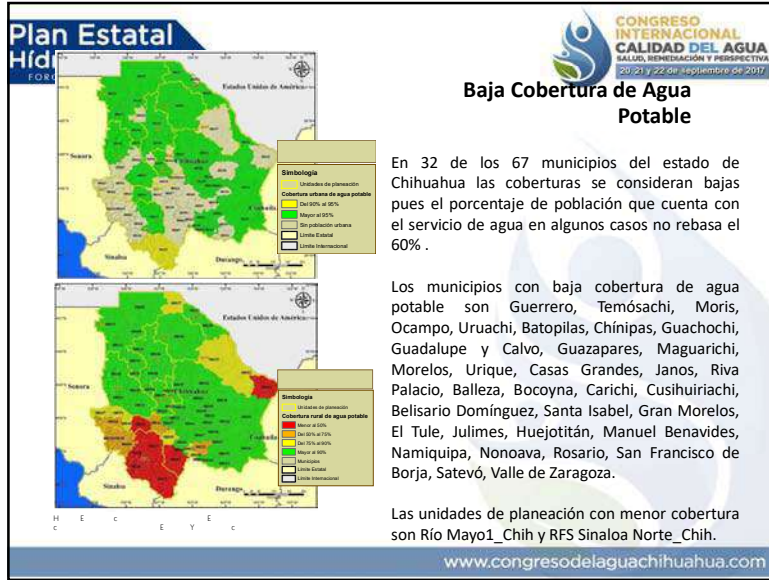 Plan Estatal
CONGRESO
INTERNACIONAL
CALIDAD DEL AGUA
SALUD, REMEDIACIÓN Y PERSPECTIVA
20, 21 y 22 de septiembre de 2017
Baja Cobertura de Agua
Potable
En 32 de los 67 municipios del estado de
Chihuahua las coberturas se consideran bajas
pues el porcentaje de población que cuenta con
el servicio de agua en algunos casos no rebasa el
60% .
Los municipios con baja cobertura de agua
potable son Guerrero, Temósachi, Moris,
Ocampo, Uruachi, Batopilas, Chínipas, Guachochi,
Guadalupe y Calvo, Guazapares, Maguarichi,
Morelos, Urique, Casas Grandes, Janos, Riva
Palacio, Balleza, Bocoyna, Carichi, Cusihuiriachi,
Belisario Domínguez, Santa Isabel, Gran Morelos,
El Tule, Julimes, Huejotitán, Manuel Benavides,
Namiquipa, Nonoava, Rosario, San Francisco de
Borja, Satevó, Valle de Zaragoza.
Las unidades de planeación con menor cobertura
son Río Mayo1_Chih y RFS Sinaloa Norte_Chih.
Estados Unidos de América
Sonora
Chihuahua
Coahuila
Sinaloa
Durango
Simbología
Unidades de planeación
Cobertura urbana de agua potable
Del 90% al 95%
Mayor al 95%
Sin población urbana
Límite Estatal
Límite Internacional
Estados Unidos de América
Sonora
Coahuila
Sinaloa
Durango
Simbología
Unidades de planeación
Cobertura rural de agua potable
Menor al 50%
Del 50% al 75%
Del 75% al 90%
Mayor al 90%
Municipios
Límite Estatal
Límite Internacional
H E c E
c E Y c
www.congresodelaguachihuahua.com